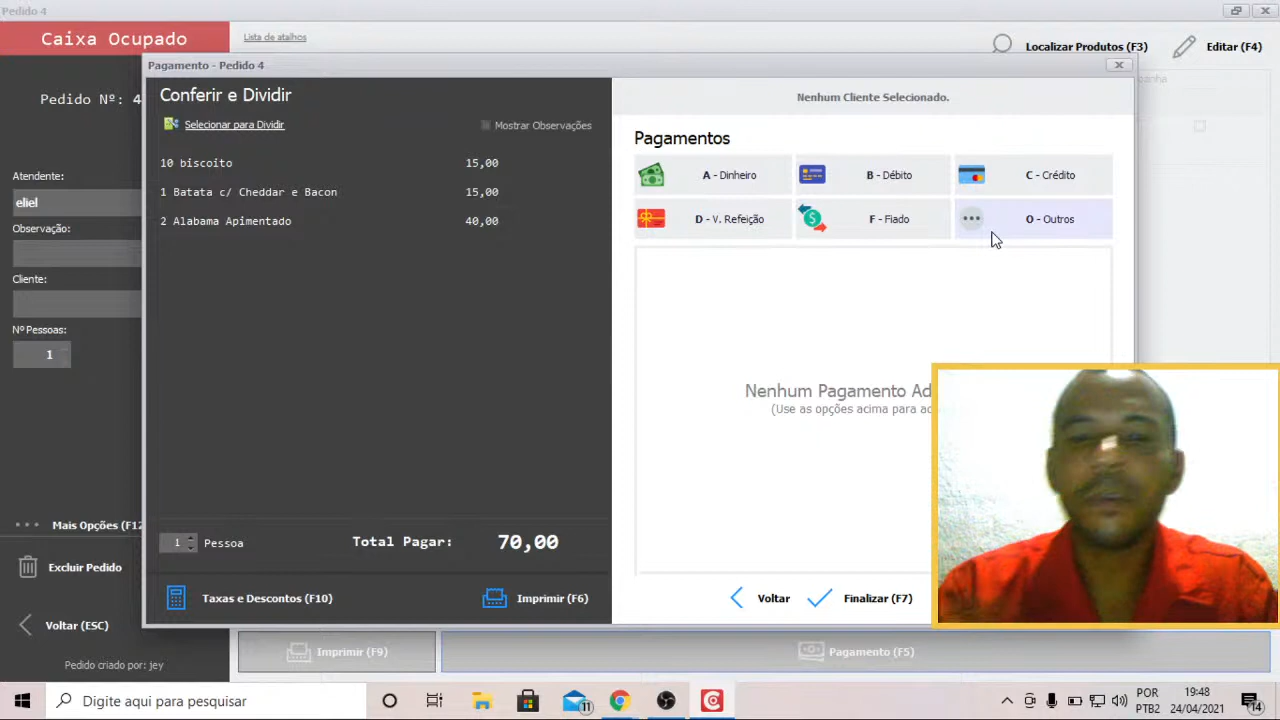 Pedido 4
Caixa Ocupado
Lista de atalhos
Localizar Produtos (F3)
Editar (F4)
Pagamento - Pedido 4
Pedido Nº: 4
Conferir e Dividir
Selecionar para Dividir
Mostrar Observações
10 biscoito 15,00
1 Batata c/ Cheddar e Bacon 15,00
2 Alabama Apimentado 40,00
Nenhum Cliente Selecionado.
Pagamentos
A - Dinheiro
B - Débito
C - Crédito
D - V. Refeição
F - Fiado
O - Outros
Atendente:
eliel
Observação:
Cliente:
Nº Pessoas:
1
Nenhum Pagamento Ad
(Use as opções acima para a
Mais Opções (F12
1 Pessoa
Total Pagar: 70,00
Excluir Pedido
Taxas e Descontos (F10)
Imprimir (F6)
Voltar
Finalizar (F7)
Voltar (ESC)
Imprimir (F9)
Pagamento (F5)
Pedido criado por: jey
Digite aqui para pesquisar
11
POR
PTB2
19:48
24/04/2021
14